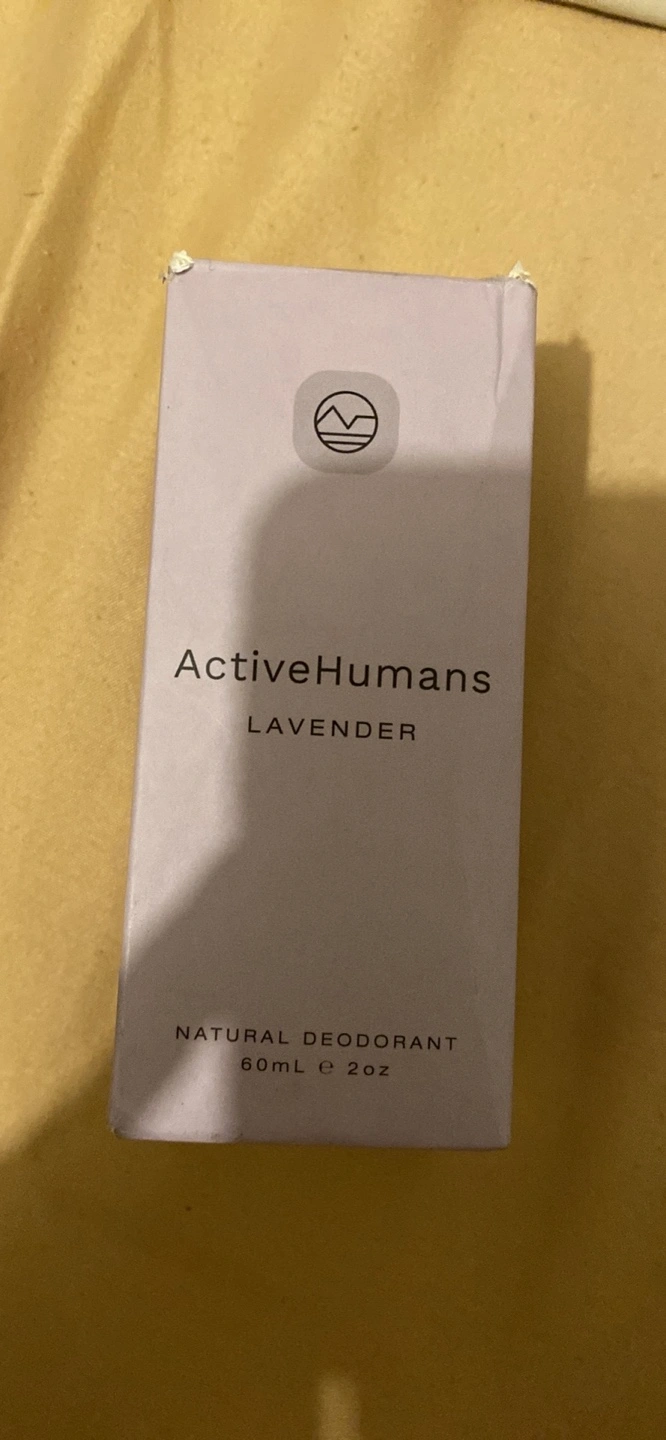 ActiveHumans
LAVENDER
NATURAL DEODORANT
60mL ℮ 2oz